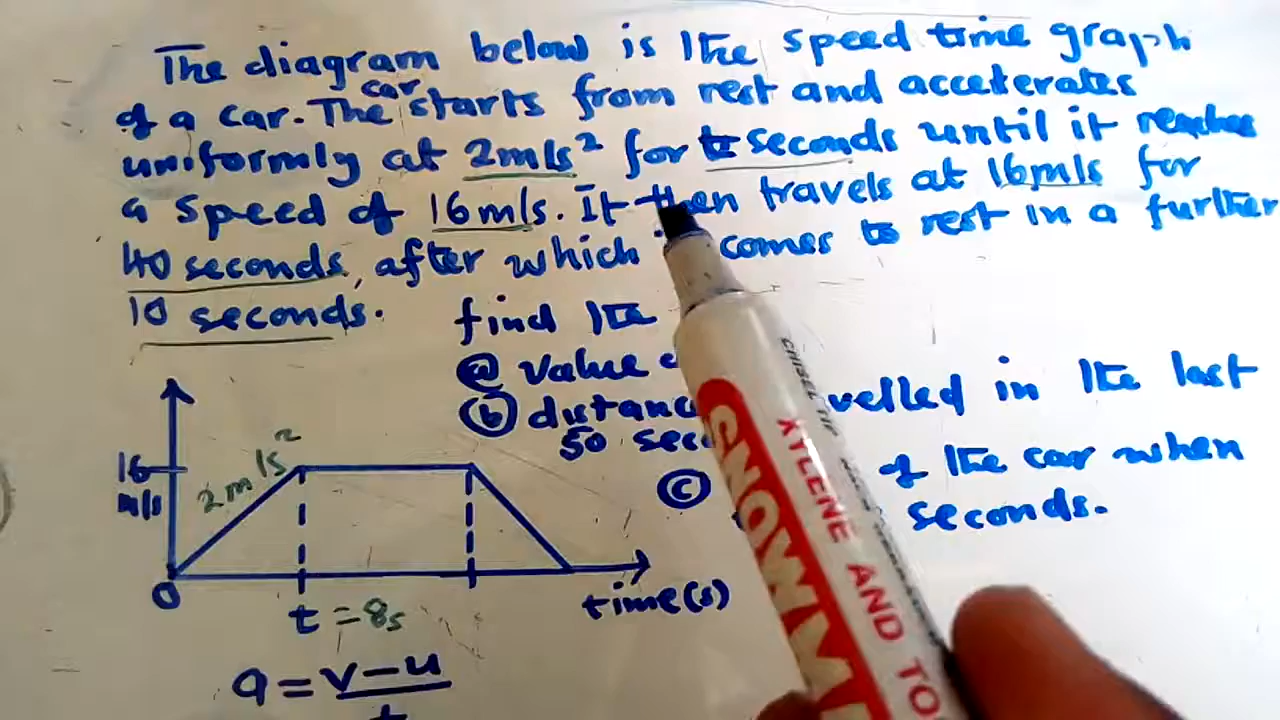 The diagram below is the speed time graph
of a car. The car starts from rest and accelerates
uniformly at 2m/s² for t seconds until it reaches
a speed of 16m/s. It then travels at 16m/s for
40 seconds, after which comes to rest in a further
10 seconds.
find the
(a) value
(b) distance velled in the last
50
(c) of the car when
seconds.
16
m/s
2m/s²
0
t = 8s
time(s)
a = v-u
t
CHISEL TIP
XYLENE AND TO
SNOWM